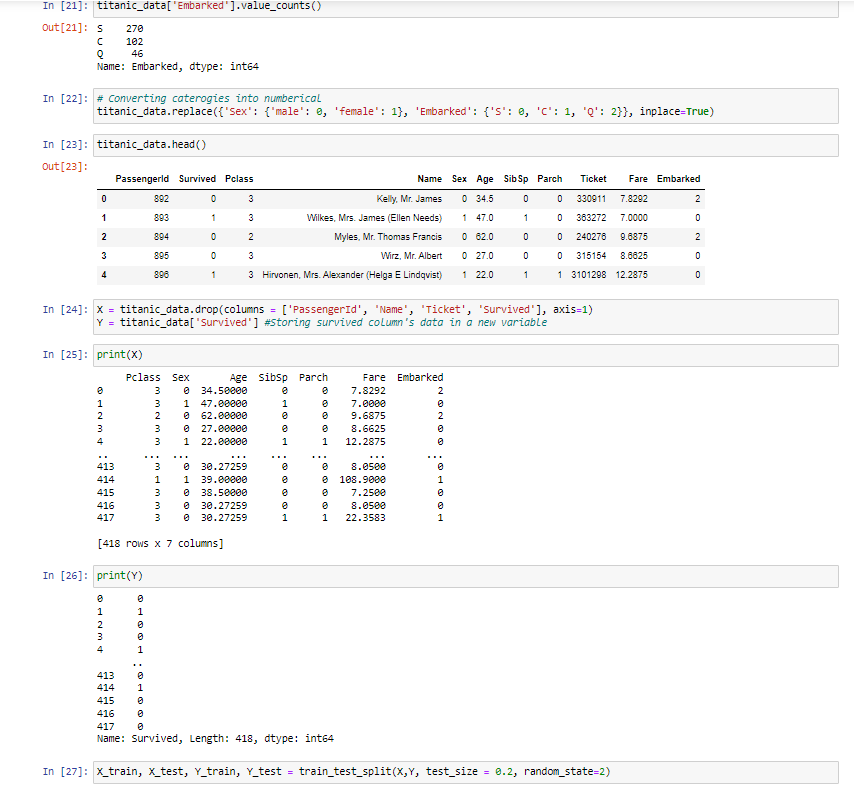 In [21]: titanic_data['Embarked'].value_counts()
Out[21]: S    270
C    102
Q     46
Name: Embarked, dtype: int64
In [22]: # Converting caterogies into numberical
titanic_data.replace({'Sex': {'male': 0, 'female': 1}, 'Embarked': {'S': 0, 'C': 1, 'Q': 2}}, inplace=True)
In [23]: titanic_data.head()
Out[23]:
PassengerId Survived Pclass Name Sex Age SibSp Parch Ticket Fare Embarked
0 892 0 3 Kelly, Mr. James 0 34.5 0 0 330911 7.8292 2
1 893 1 3 Wilkes, Mrs. James (Ellen Needs) 1 47.0 1 0 363272 7.0000 0
2 894 0 2 Myles, Mr. Thomas Francis 0 62.0 0 0 240276 9.6875 2
3 895 0 3 Wirz, Mr. Albert 0 27.0 0 0 315154 8.6625 0
4 896 1 3 Hirvonen, Mrs. Alexander (Helga E Lindqvist) 1 22.0 1 1 3101298 12.2875 0
In [24]: X = titanic_data.drop(columns = ['PassengerId', 'Name', 'Ticket', 'Survived'], axis=1)
Y = titanic_data['Survived'] #Storing survived column's data in a new variable
In [25]: print(X)
Pclass Sex Age SibSp Parch Fare Embarked
0 3 0 34.50000 0 0 7.8292 2
1 3 1 47.00000 1 0 7.0000 0
2 2 0 62.00000 0 0 9.6875 2
3 3 0 27.00000 0 0 8.6625 0
4 3 1 22.00000 1 1 12.2875 0
.. ... ... ... ... ... ... ...
413 3 0 30.27259 0 0 8.0500 0
414 1 1 39.00000 0 0 108.9000 1
415 3 0 38.50000 0 0 7.2500 0
416 3 0 30.27259 0 0 8.0500 0
417 3 0 30.27259 1 1 22.3583 1
[418 rows x 7 columns]
In [26]: print(Y)
0 0
1 1
2 0
3 0
4 1
..
413 0
414 1
415 0
416 0
417 0
Name: Survived, Length: 418, dtype: int64
In [27]: X_train, X_test, Y_train, Y_test = train_test_split(X,Y, test_size = 0.2, random_state=2)